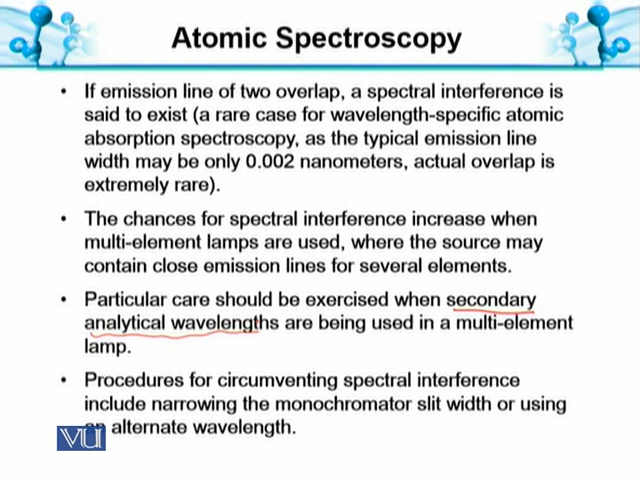 Atomic Spectroscopy
• If emission line of two overlap, a spectral interference is
said to exist (a rare case for wavelength-specific atomic
absorption spectroscopy, as the typical emission line
width may be only 0.002 nanometers, actual overlap is
extremely rare).
• The chances for spectral interference increase when
multi-element lamps are used, where the source may
contain close emission lines for several elements.
• Particular care should be exercised when secondary
analytical wavelengths are being used in a multi-element
lamp.
• Procedures for circumventing spectral interference
include narrowing the monochromator slit width or using
an alternate wavelength.
VU